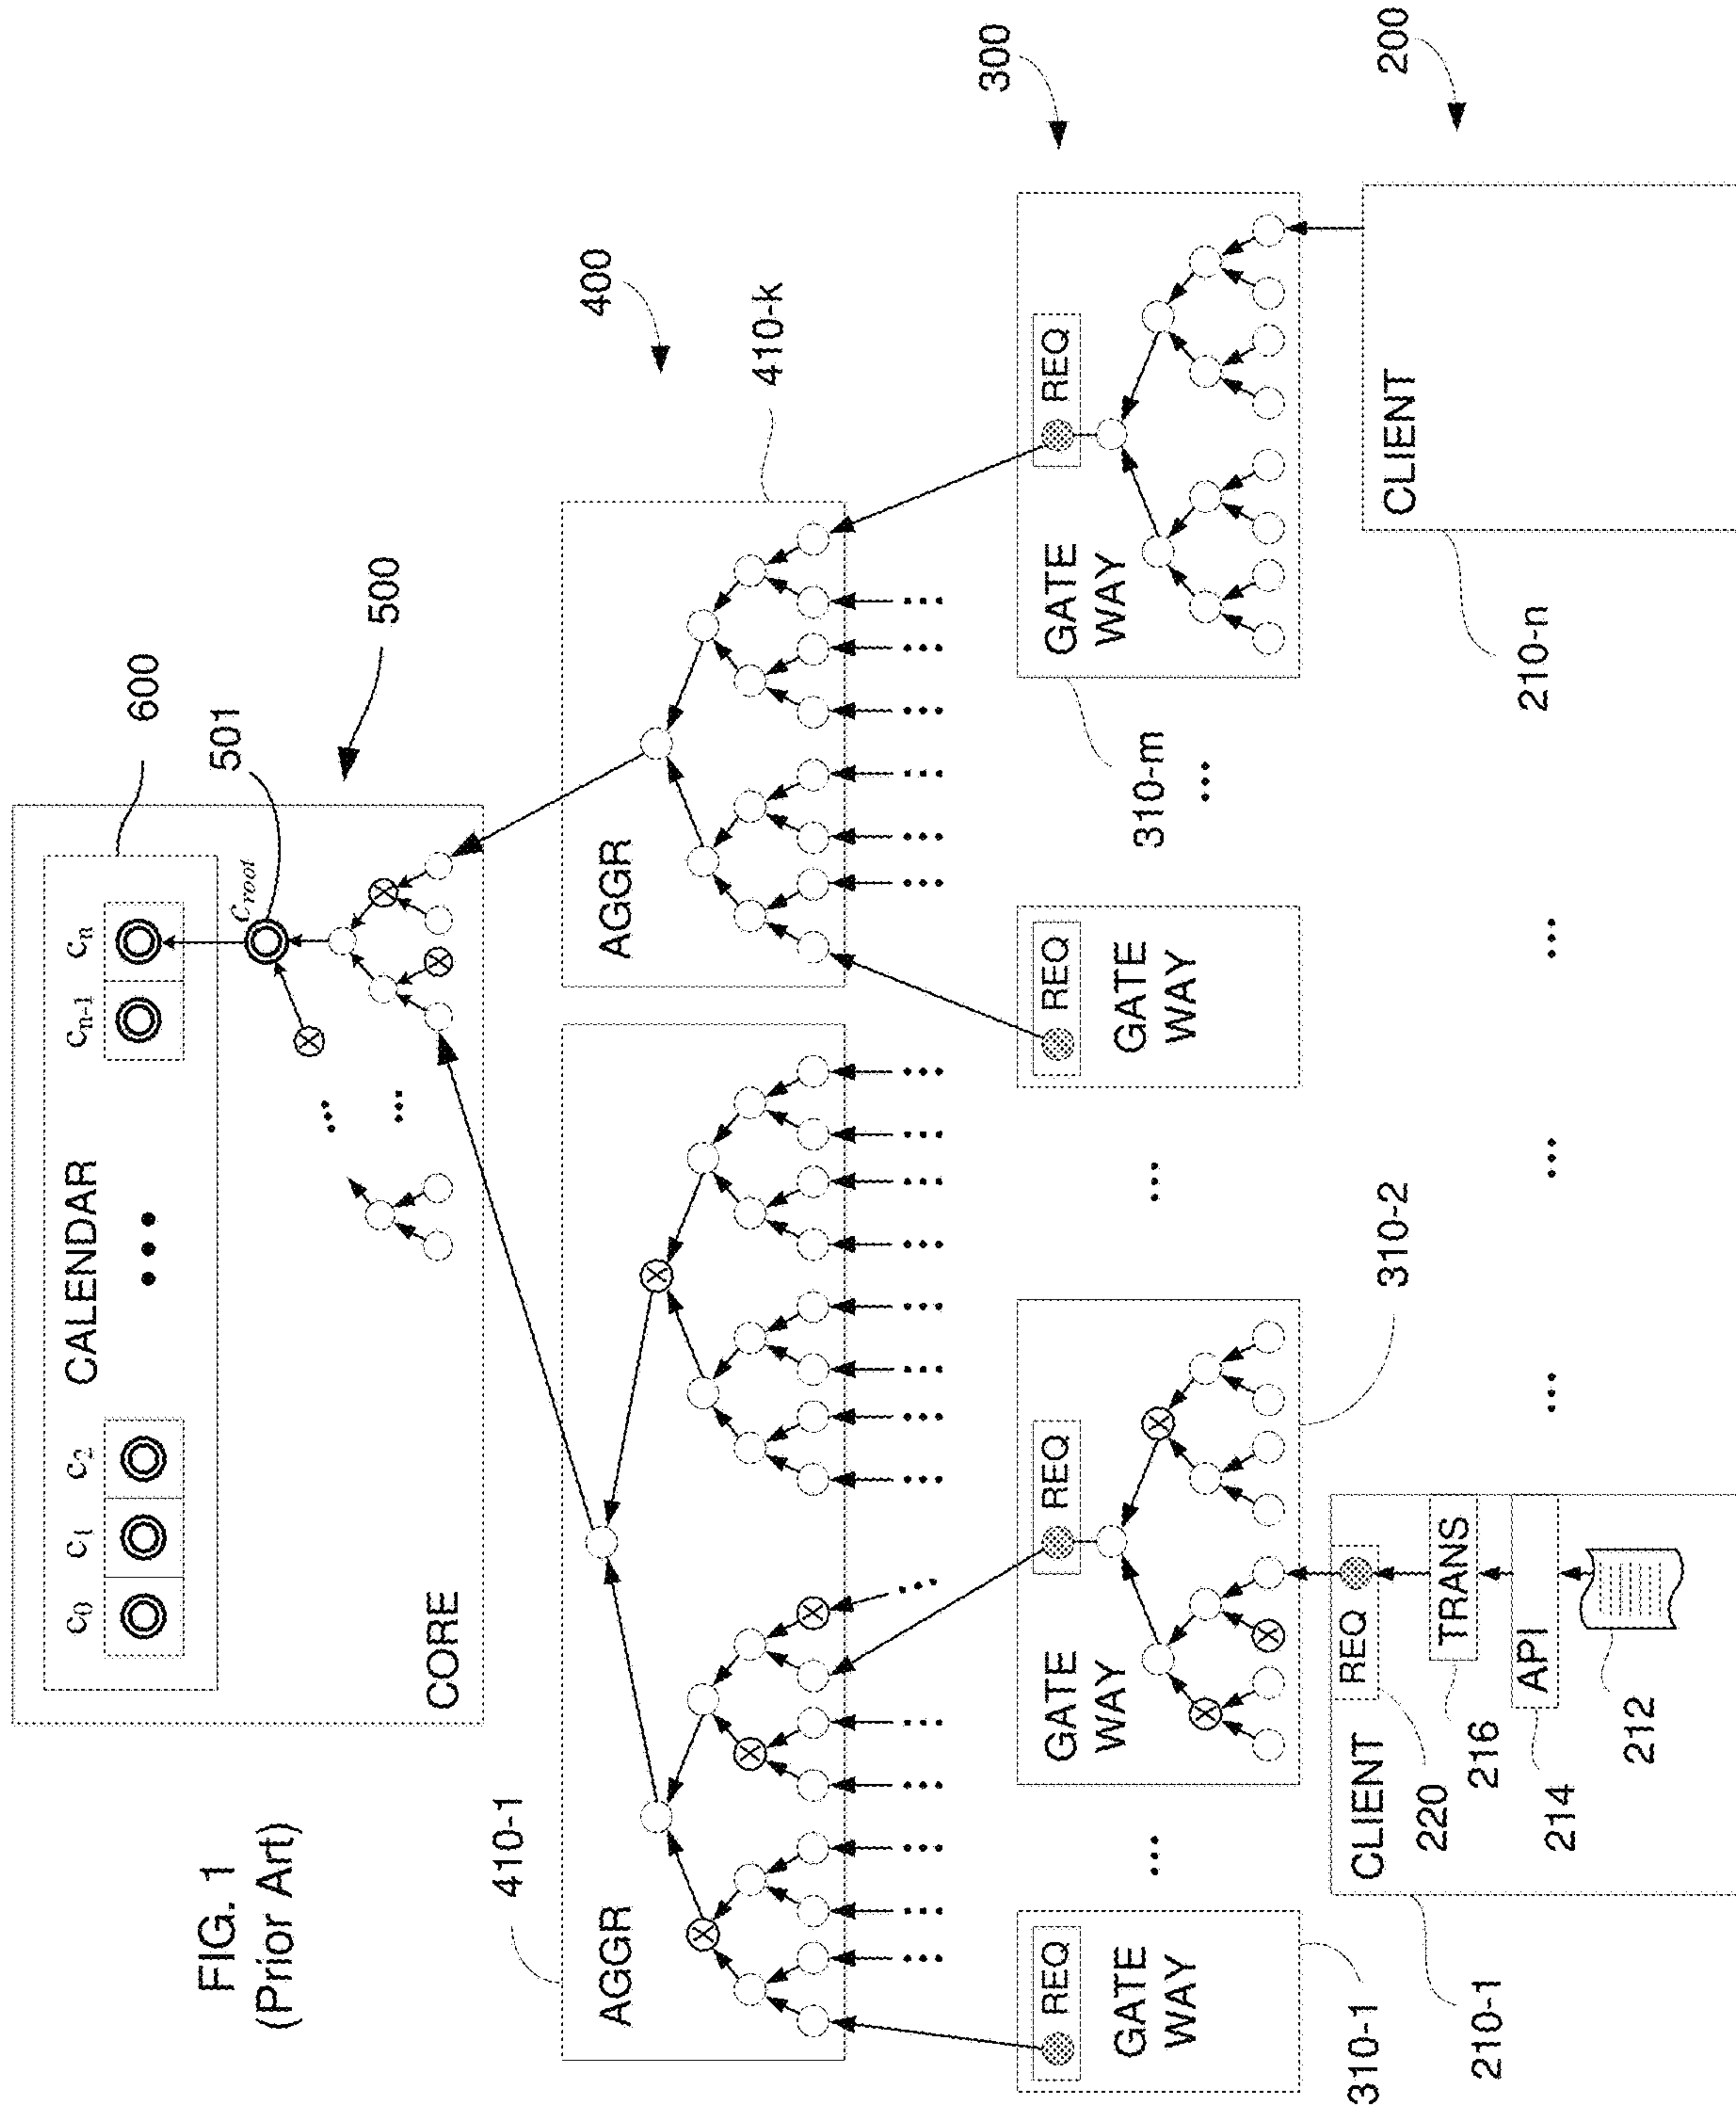 FIG. 1
(Prior Art)
CALENDAR
c0 c1 c2 ... cn-1 cn
600
croot
501
500
CORE
400
410-1
AGGR
AGGR
410-k
...
300
REQ
GATE
WAY
310-1
...
REQ
GATE
WAY
310-2
...
REQ
GATE
WAY
REQ
GATE
WAY
310-m
...
200
CLIENT
210-1
REQ
220
TRANS
216
API
214
212
... ... ...
CLIENT
210-n